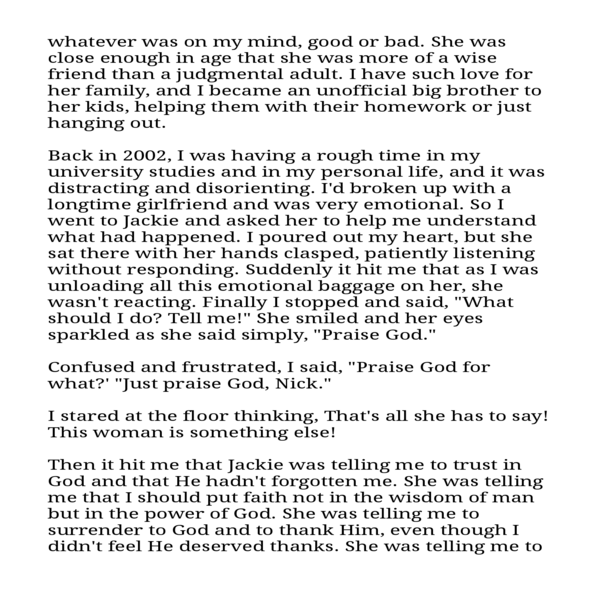 whatever was on my mind, good or bad. She was
close enough in age that she was more of a wise
friend than a judgmental adult. I have such love for
her family, and I became an unofficial big brother to
her kids, helping them with their homework or just
hanging out.
Back in 2002, I was having a rough time in my
university studies and in my personal life, and it was
distracting and disorienting. I'd broken up with a
longtime girlfriend and was very emotional. So I
went to Jackie and asked her to help me understand
what had happened. I poured out my heart, but she
sat there with her hands clasped, patiently listening
without responding. Suddenly it hit me that as I was
unloading all this emotional baggage on her, she
wasn't reacting. Finally I stopped and said, "What
should I do? Tell me!" She smiled and her eyes
sparkled as she said simply, "Praise God."
Confused and frustrated, I said, "Praise God for
what?' "Just praise God, Nick."
I stared at the floor thinking, That's all she has to say!
This woman is something else!
Then it hit me that Jackie was telling me to trust in
God and that He hadn't forgotten me. She was telling
me that I should put faith not in the wisdom of man
but in the power of God. She was telling me to
surrender to God and to thank Him, even though I
didn't feel He deserved thanks. She was telling me to